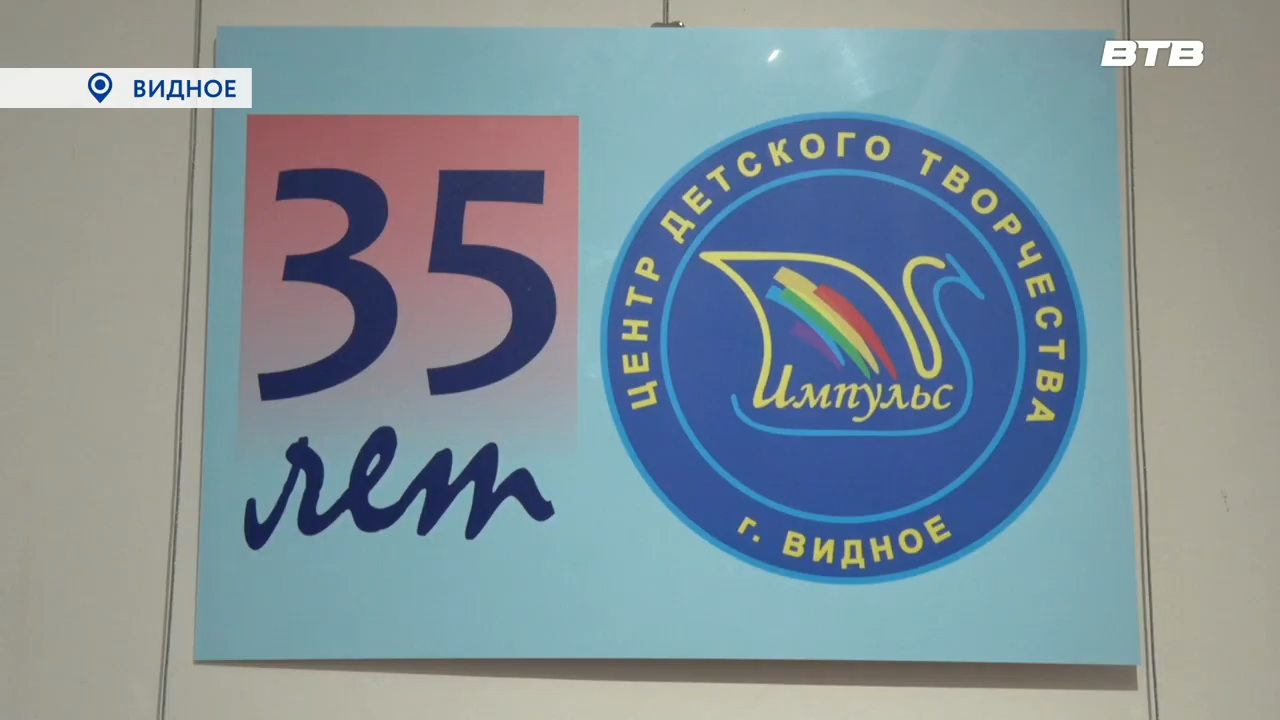 ВИДНОЕ
ВТВ
35
лет
ЦЕНТР ДЕТСКОГО ТВОРЧЕСТВА
Импульс
г. ВИДНОЕ